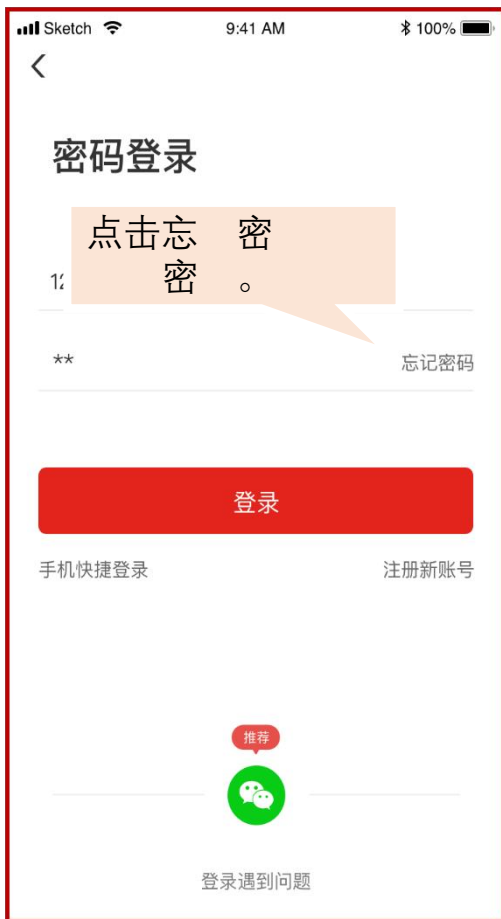 Sketch 9:41 AM 100%
密码登录
点击忘 密
密 。
12
** 忘记密码
登录
手机快捷登录 注册新账号
推荐
登录遇到问题